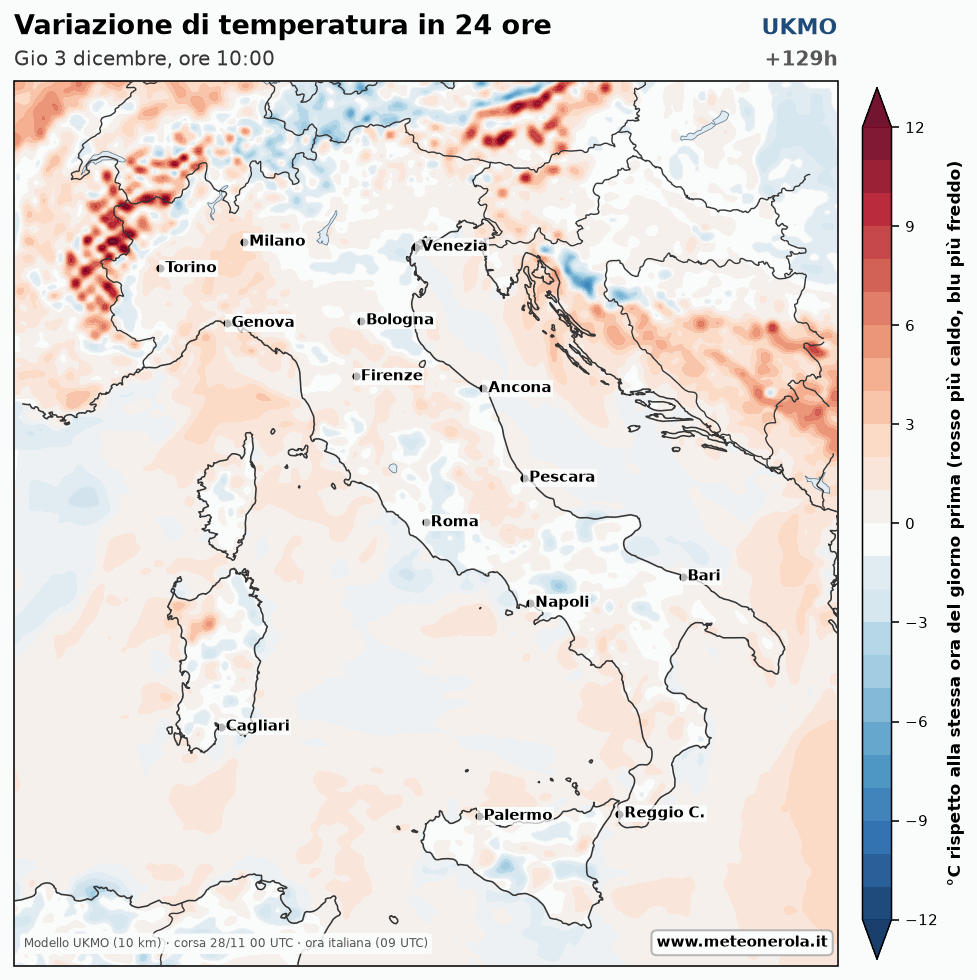 Variazione di temperatura in 24 ore
UKMO
Gio 3 dicembre, ore 10:00
+129h
Milano
Venezia
Torino
Genova
Bologna
Firenze
Ancona
Pescara
Roma
Bari
Napoli
Cagliari
Palermo
Reggio C.
Modello UKMO (10 km) · corsa 28/11 00 UTC · ora italiana (09 UTC)
www.meteonerola.it
12
9
6
3
0
−3
−6
−9
−12
°C rispetto alla stessa ora del giorno prima (rosso più caldo, blu più freddo)